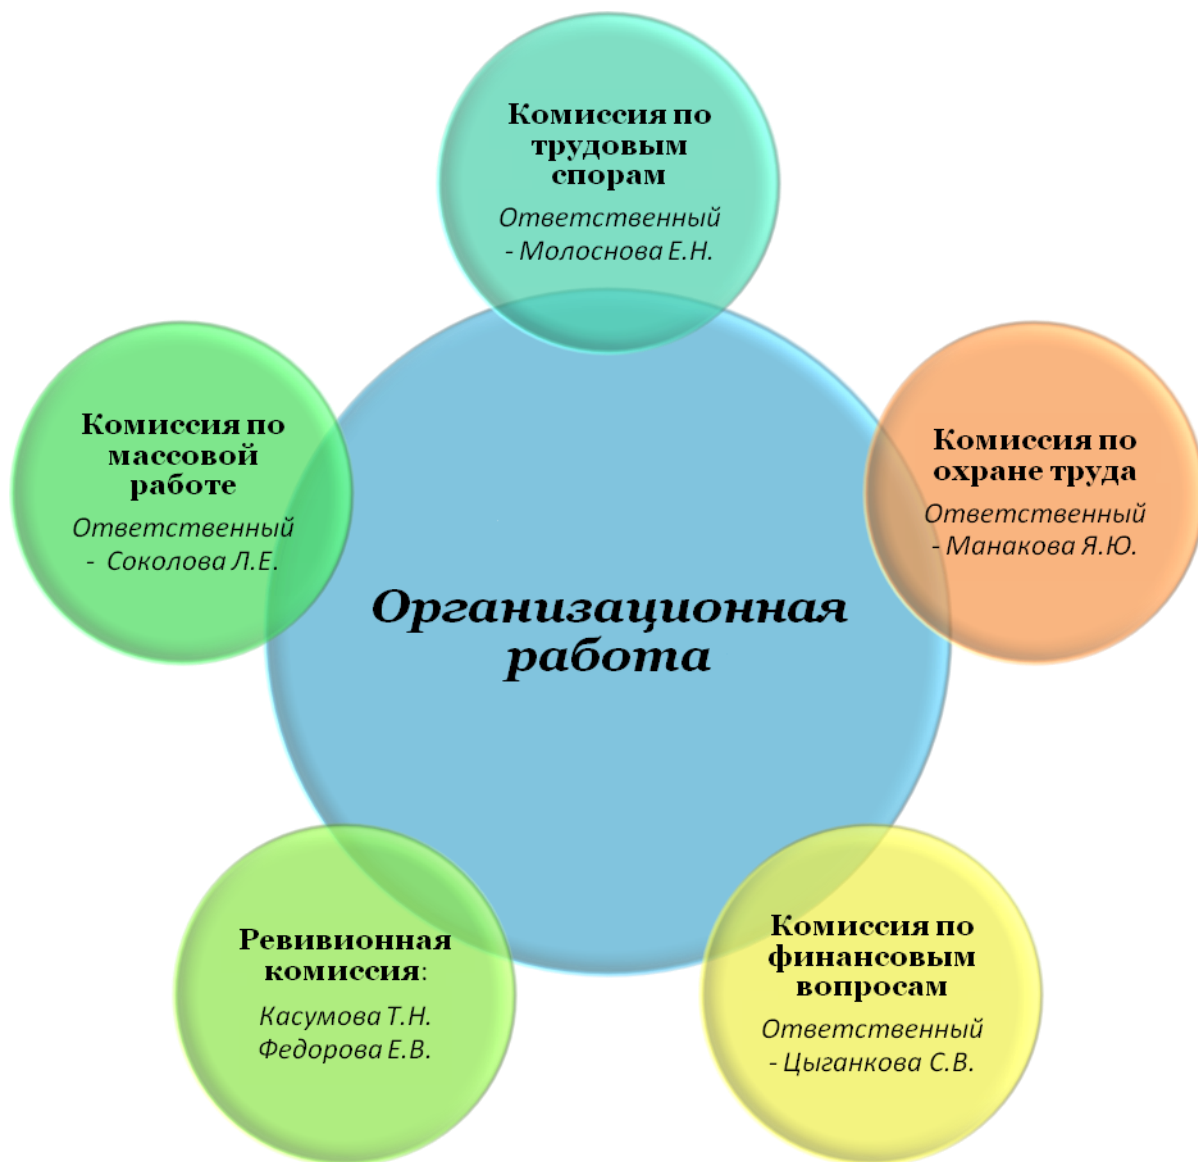 Комиссия по
трудовым
спорам
Ответственный
- Молоснова Е.Н.
Комиссия по
охране труда
Ответственный
- Манакова Я.Ю.
Комиссия по
финансовым
вопросам
Ответственный
- Цыганкова С.В.
Ревивионная
комиссия:
Касумова Т.Н.
Федорова Е.В.
Комиссия по
массовой
работе
Ответственный
- Соколова Л.Е.
Организационная
работа